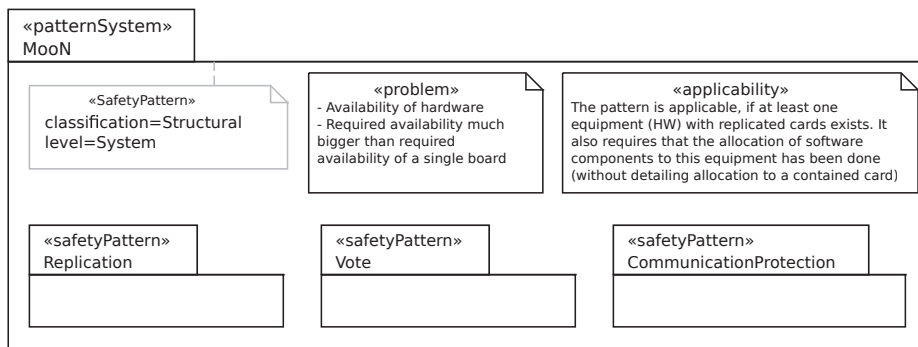 «patternSystem»
MooN
«SafetyPattern»
classification=Structural
level=System
«problem»
- Availability of hardware
- Required availability much
bigger than required
availability of a single board
«applicability»
The pattern is applicable, if at least one
equipment (HW) with replicated cards exists. It
also requires that the allocation of software
components to this equipment has been done
(without detailing allocation to a contained card)
«safetyPattern»
Replication
«safetyPattern»
Vote
«safetyPattern»
CommunicationProtection